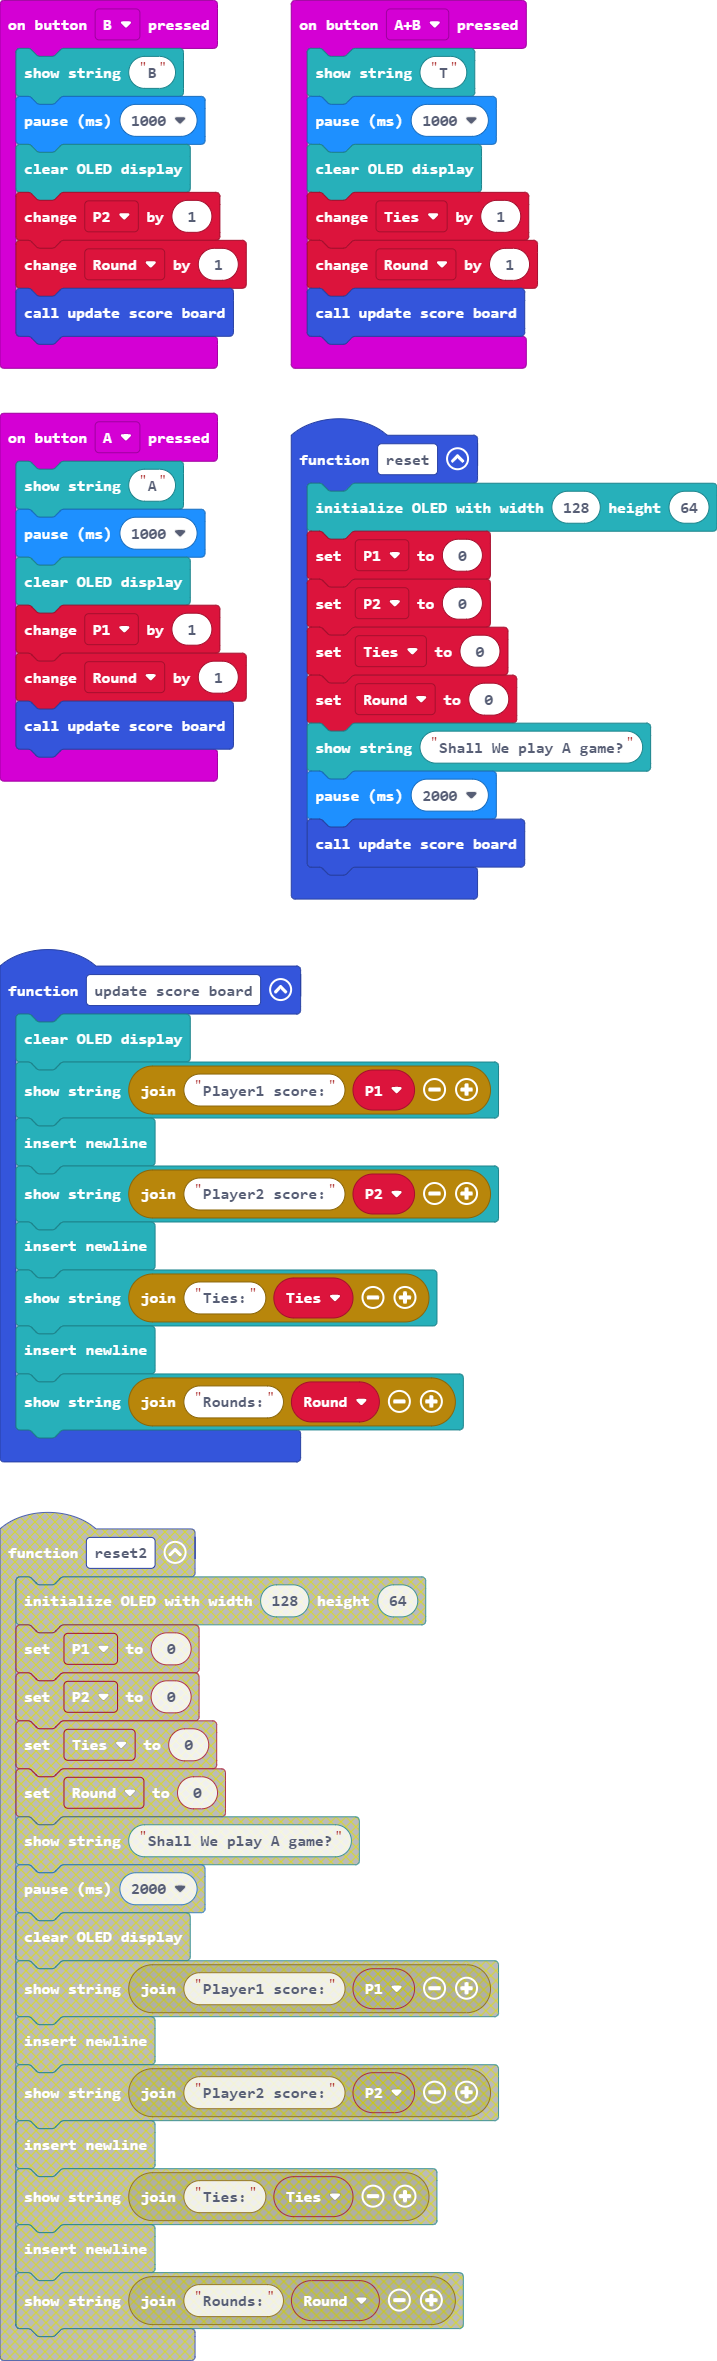 on button B pressed
show string "B"
pause (ms) 1000
clear OLED display
change P2 by 1
change Round by 1
call update score board
on button A+B pressed
show string "T"
pause (ms) 1000
clear OLED display
change Ties by 1
change Round by 1
call update score board
on button A pressed
show string "A"
pause (ms) 1000
clear OLED display
change P1 by 1
change Round by 1
call update score board
function reset
initialize OLED with width 128 height 64
set P1 to 0
set P2 to 0
set Ties to 0
set Round to 0
show string "Shall We play A game?"
pause (ms) 2000
call update score board
function update score board
clear OLED display
show string join "Player1 score:" P1
insert newline
show string join "Player2 score:" P2
insert newline
show string join "Ties:" Ties
insert newline
show string join "Rounds:" Round
function reset2
initialize OLED with width 128 height 64
set P1 to 0
set P2 to 0
set Ties to 0
set Round to 0
show string "Shall We play A game?"
pause (ms) 2000
clear OLED display
show string join "Player1 score:" P1
insert newline
show string join "Player2 score:" P2
insert newline
show string join "Ties:" Ties
insert newline
show string join "Rounds:" Round